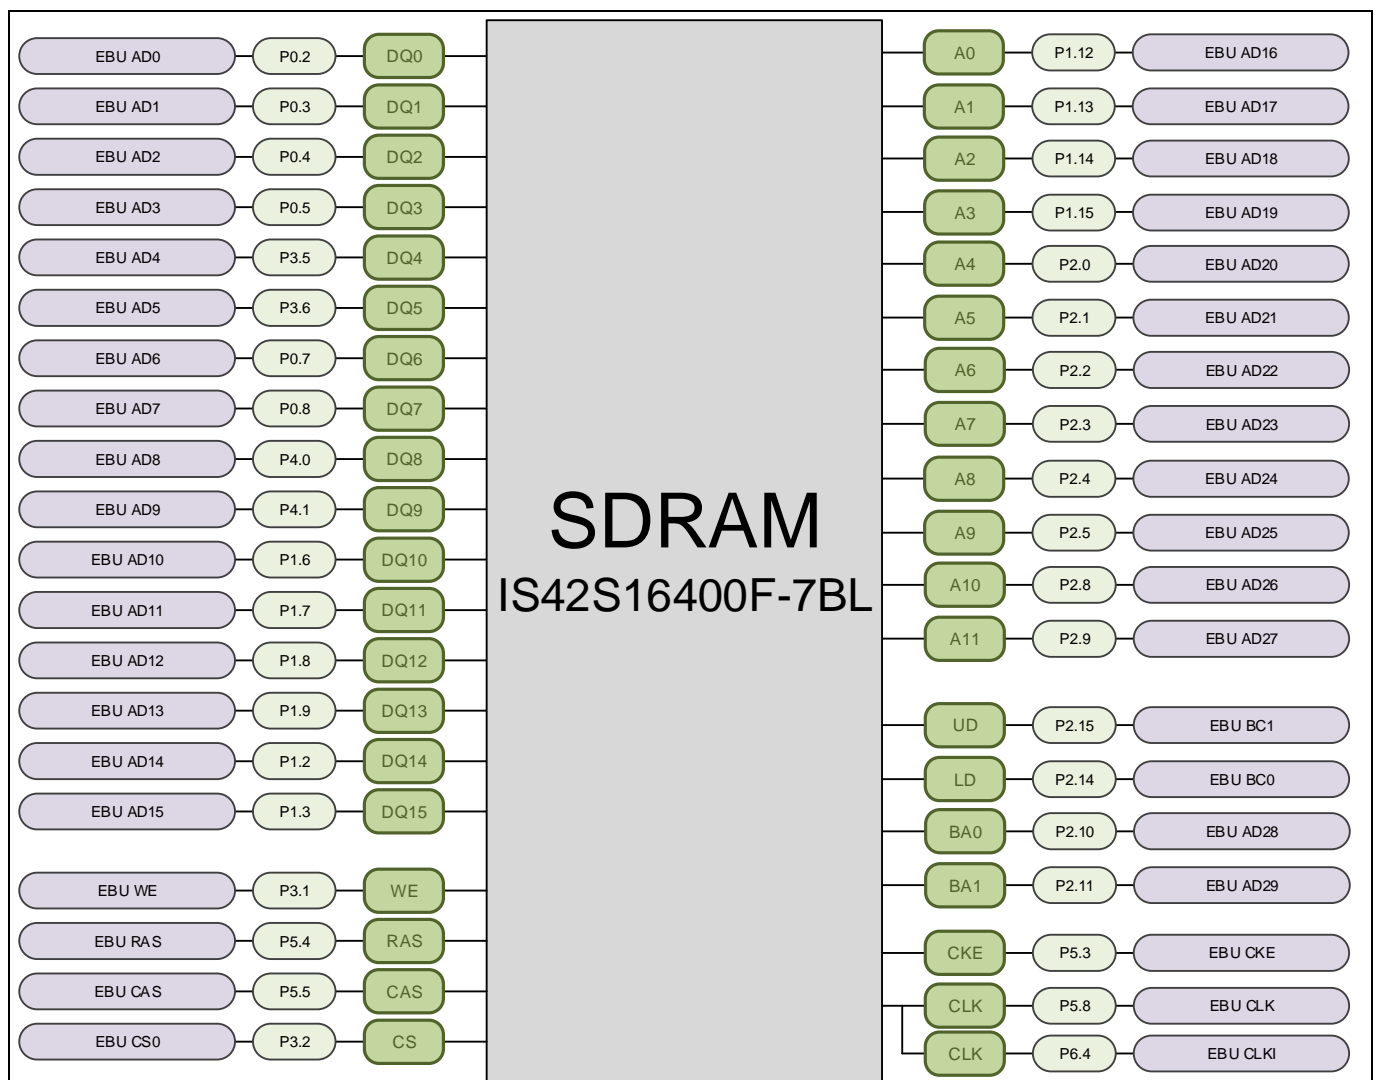 EBU AD0 P0.2 DQ0
EBU AD1 P0.3 DQ1
EBU AD2 P0.4 DQ2
EBU AD3 P0.5 DQ3
EBU AD4 P3.5 DQ4
EBU AD5 P3.6 DQ5
EBU AD6 P0.7 DQ6
EBU AD7 P0.8 DQ7
EBU AD8 P4.0 DQ8
EBU AD9 P4.1 DQ9
EBU AD10 P1.6 DQ10
EBU AD11 P1.7 DQ11
EBU AD12 P1.8 DQ12
EBU AD13 P1.9 DQ13
EBU AD14 P1.2 DQ14
EBU AD15 P1.3 DQ15
EBU WE P3.1 WE
EBU RAS P5.4 RAS
EBU CAS P5.5 CAS
EBU CS0 P3.2 CS
SDRAM
IS42S16400F-7BL
A0 P1.12 EBU AD16
A1 P1.13 EBU AD17
A2 P1.14 EBU AD18
A3 P1.15 EBU AD19
A4 P2.0 EBU AD20
A5 P2.1 EBU AD21
A6 P2.2 EBU AD22
A7 P2.3 EBU AD23
A8 P2.4 EBU AD24
A9 P2.5 EBU AD25
A10 P2.8 EBU AD26
A11 P2.9 EBU AD27
UD P2.15 EBU BC1
LD P2.14 EBU BC0
BA0 P2.10 EBU AD28
BA1 P2.11 EBU AD29
CKE P5.3 EBU CKE
CLK P5.8 EBU CLK
CLK P6.4 EBU CLKI